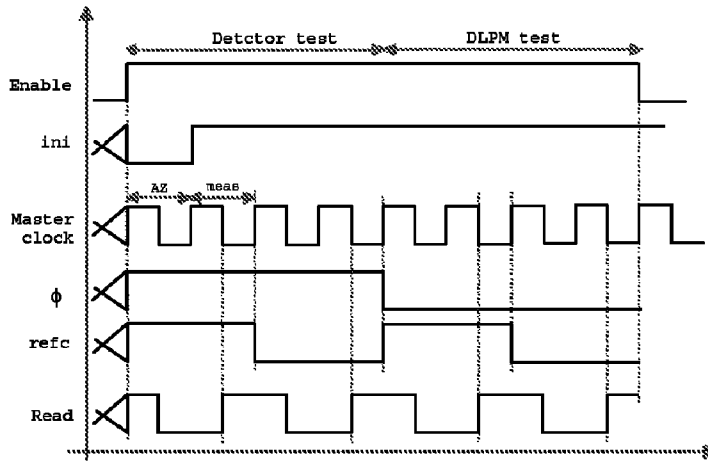 Detctor test
DLPM test
Enable
ini
AZ
meas
Master
clock
ϕ
refc
Read